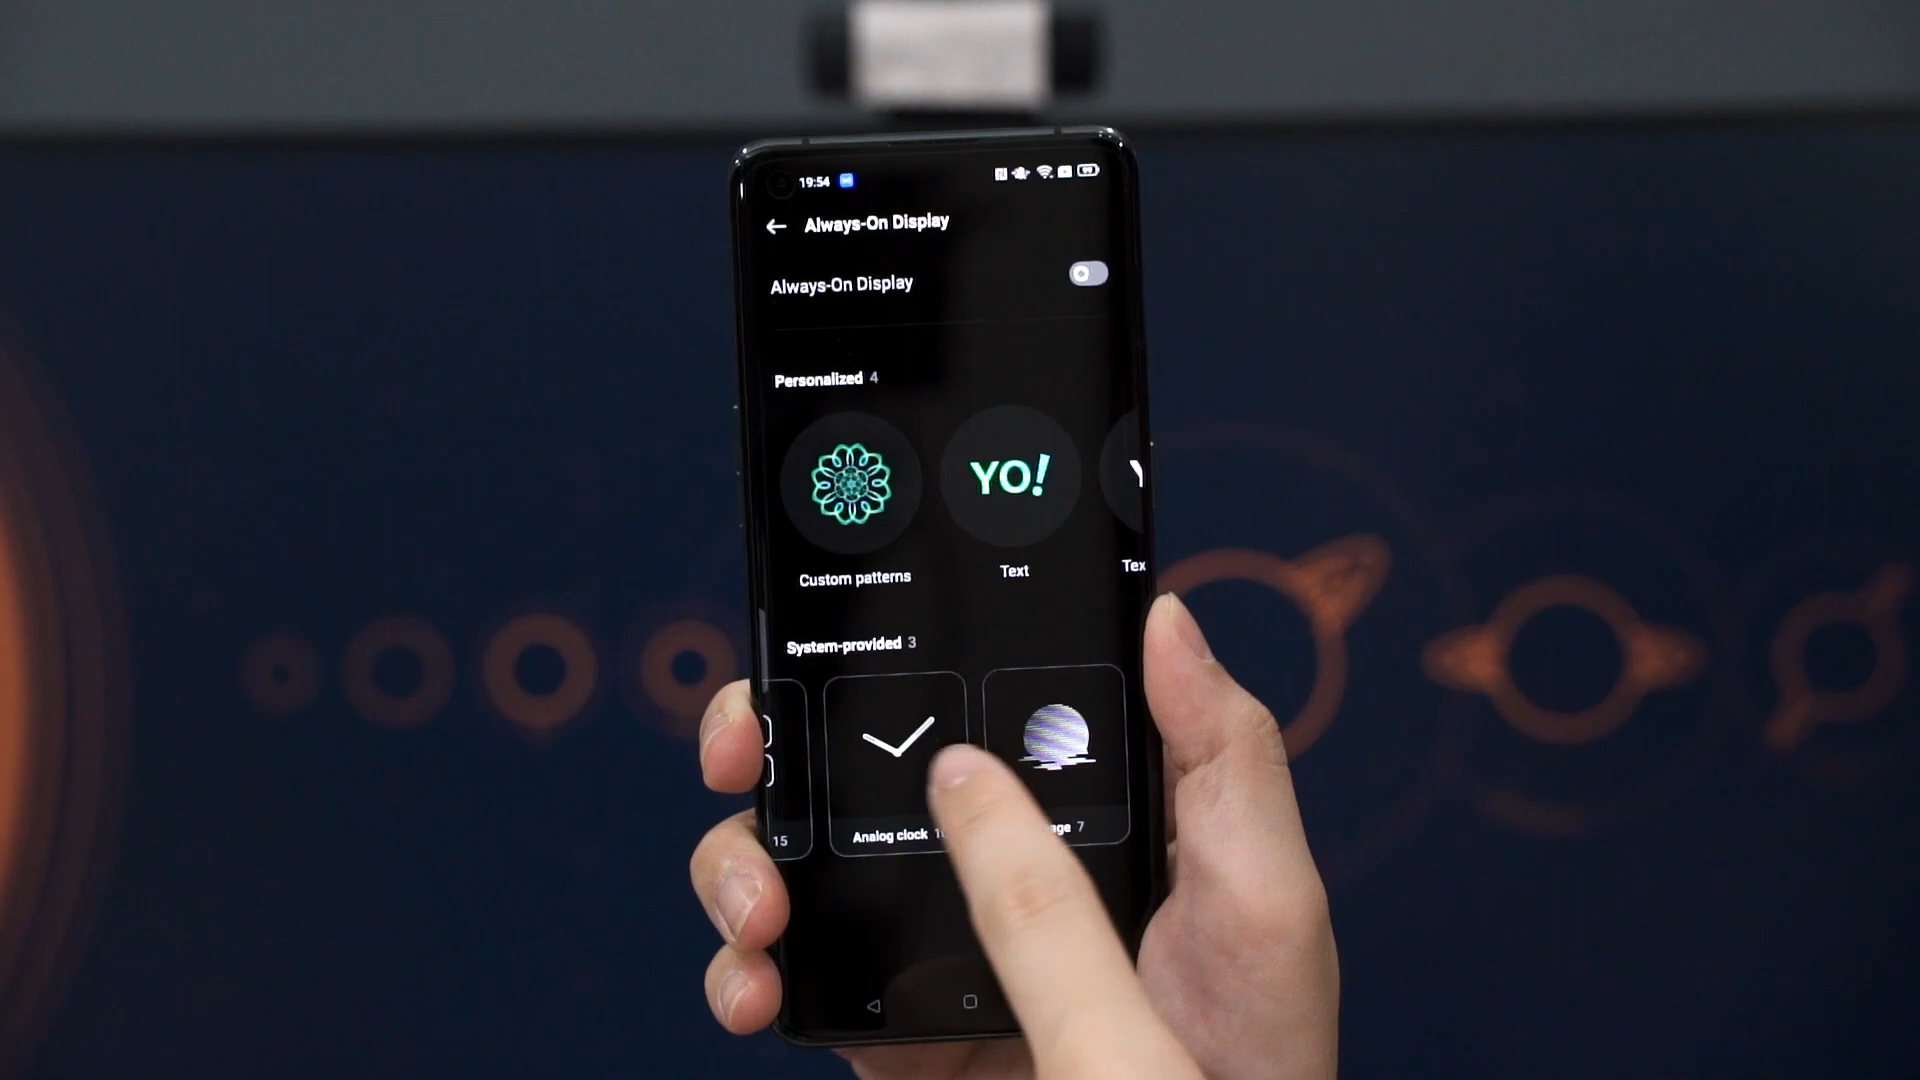 19:54
Always-On Display
Always-On Display
Personalized 4
YO!
Y
Custom patterns
Text
Tex
System-provided 3
15
Analog clock
age 7